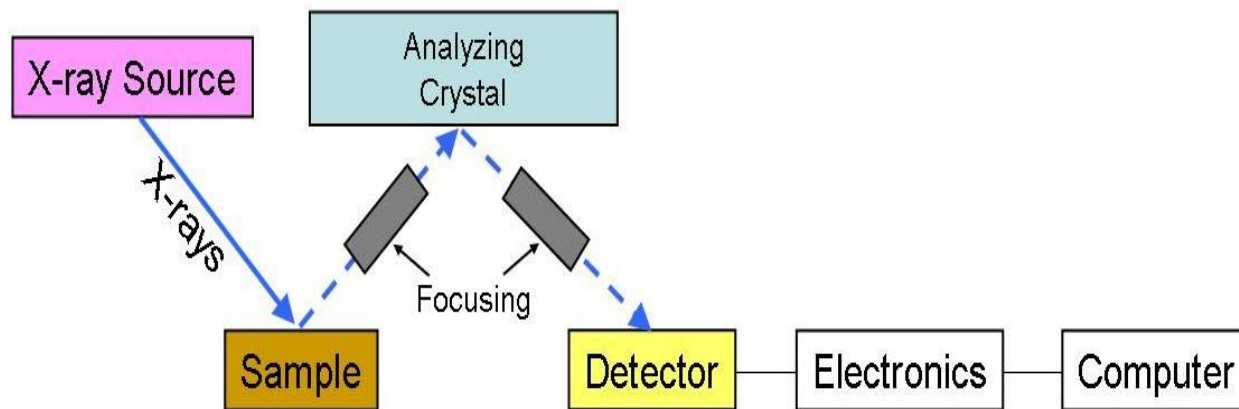 X-ray Source
Analyzing
Crystal
X-rays
Focusing
Sample
Detector
Electronics
Computer